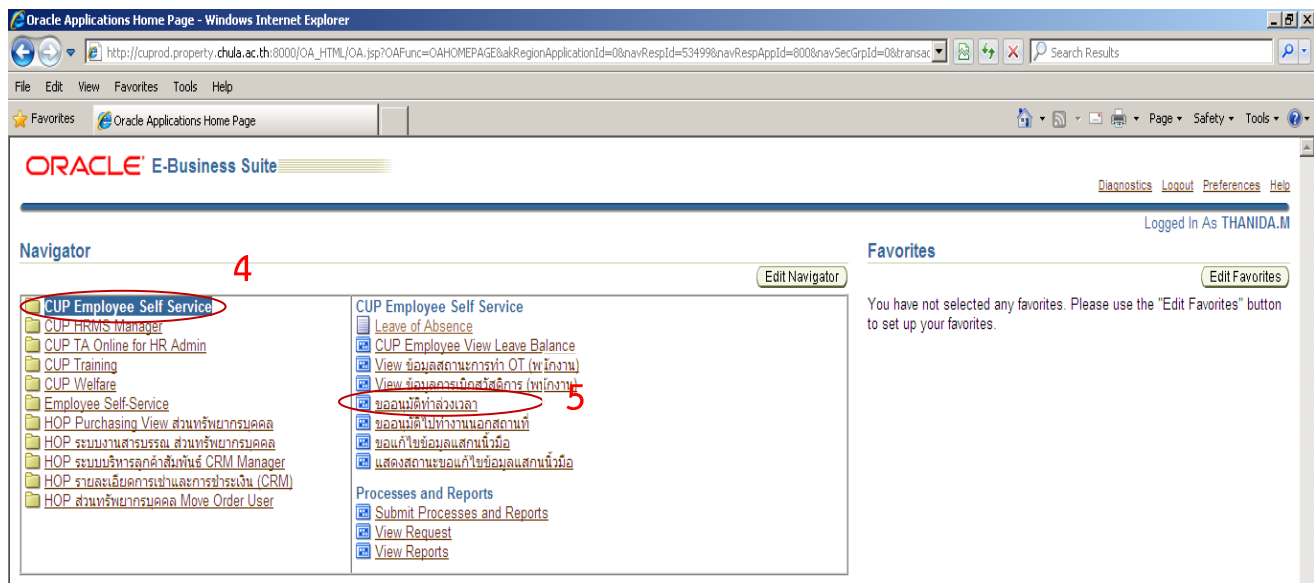 Oracle Applications Home Page - Windows Internet Explorer
http://cuprod.property.chula.ac.th:8000/OA_HTML/OA.jsp?OAFunc=OAHOMEPAGE&akRegionApplicationId=0&navRespId=53499&navRespAppId=800&navSecGrpId=0&transac
Search Results
File Edit View Favorites Tools Help
Favorites Oracle Applications Home Page Page Safety Tools
ORACLE E-Business Suite
Diagnostics Logout Preferences Help
Logged In As THANIDA.M
Navigator
4
Edit Navigator
CUP Employee Self Service
CUP HRMS Manager
CUP TA Online for HR Admin
CUP Training
CUP Welfare
Employee Self-Service
HOP Purchasing View ส่วนทรัพยากรบุคคล
HOP ระบบงานสารบรรณ ส่วนทรัพยากรบุคคล
HOP ระบบบริหารลูกค้าสัมพันธ์ CRM Manager
HOP รายละเอียดการเช่าและการชำระเงิน (CRM)
HOP ส่วนทรัพยากรบุคคล Move Order User
CUP Employee Self Service
Leave of Absence
CUP Employee View Leave Balance
View ข้อมูลสถานะการทำ OT (พนักงาน)
View ข้อมูลการเบิกสวัสดิการ (พนักงาน)
ขออนุมัติทำล่วงเวลา
5
ขออนุมัติไปทำงานนอกสถานที่
ขอแก้ไขข้อมูลแสกนนิ้วมือ
แสดงสถานะขอแก้ไขข้อมูลแสกนนิ้วมือ
Processes and Reports
Submit Processes and Reports
View Request
View Reports
Favorites
Edit Favorites
You have not selected any favorites. Please use the "Edit Favorites" button
to set up your favorites.